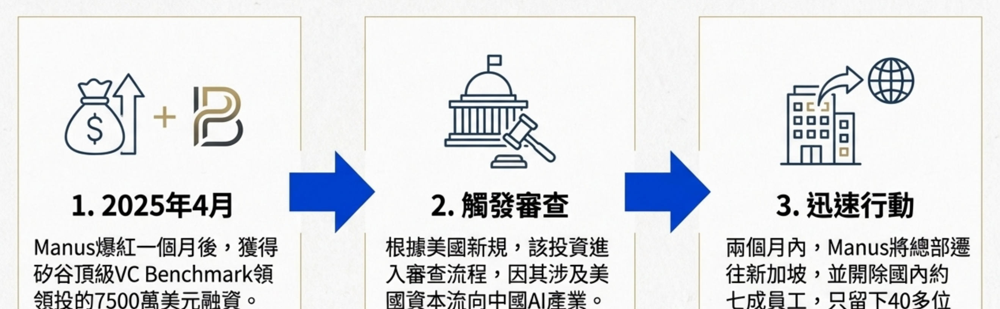 1. 2025年4月
Manus爆紅一個月後，獲得
矽谷頂級VC Benchmark領
領投的7500萬美元融資。
2. 觸發審查
根據美國新規，該投資進
入審查流程，因其涉及美
國資本流向中國AI產業。
3. 迅速行動
兩個月內，Manus將總部遷
往新加坡，並開除國內約
七成員工，只留下40多位